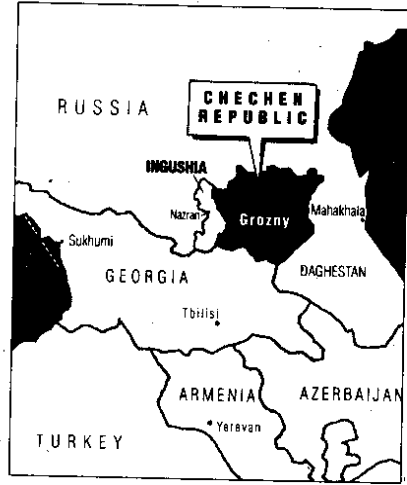 RUSSIA
CHECHEN
REPUBLIC
INGUSHIA
Nazran
Grozny
Mahakhala
Sukhumi
GEORGIA
DAGHESTAN
Tbilisi
ARMENIA
AZERBAIJAN
Yerevan
TURKEY